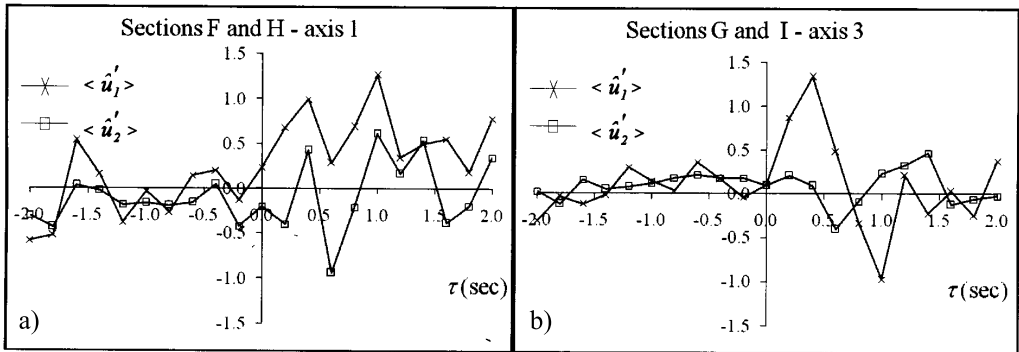 Sections F and H - axis 1
< û₁' >
< û₂' >
1.5
1.0
0.5
0.0
-0.5
-1.0
-1.5
-2.0 -1.5 -1.0 -0.5 0.0 0.5 1.0 1.5 2.0
τ(sec)
a)
Sections G and I - axis 3
< û₁' >
< û₂' >
1.5
1.0
0.5
0.0
-0.5
-1.0
-1.5
-2.0 -1.5 -1.0 -0.5 0.0 0.5 1.0 1.5 2.0
τ(sec)
b)